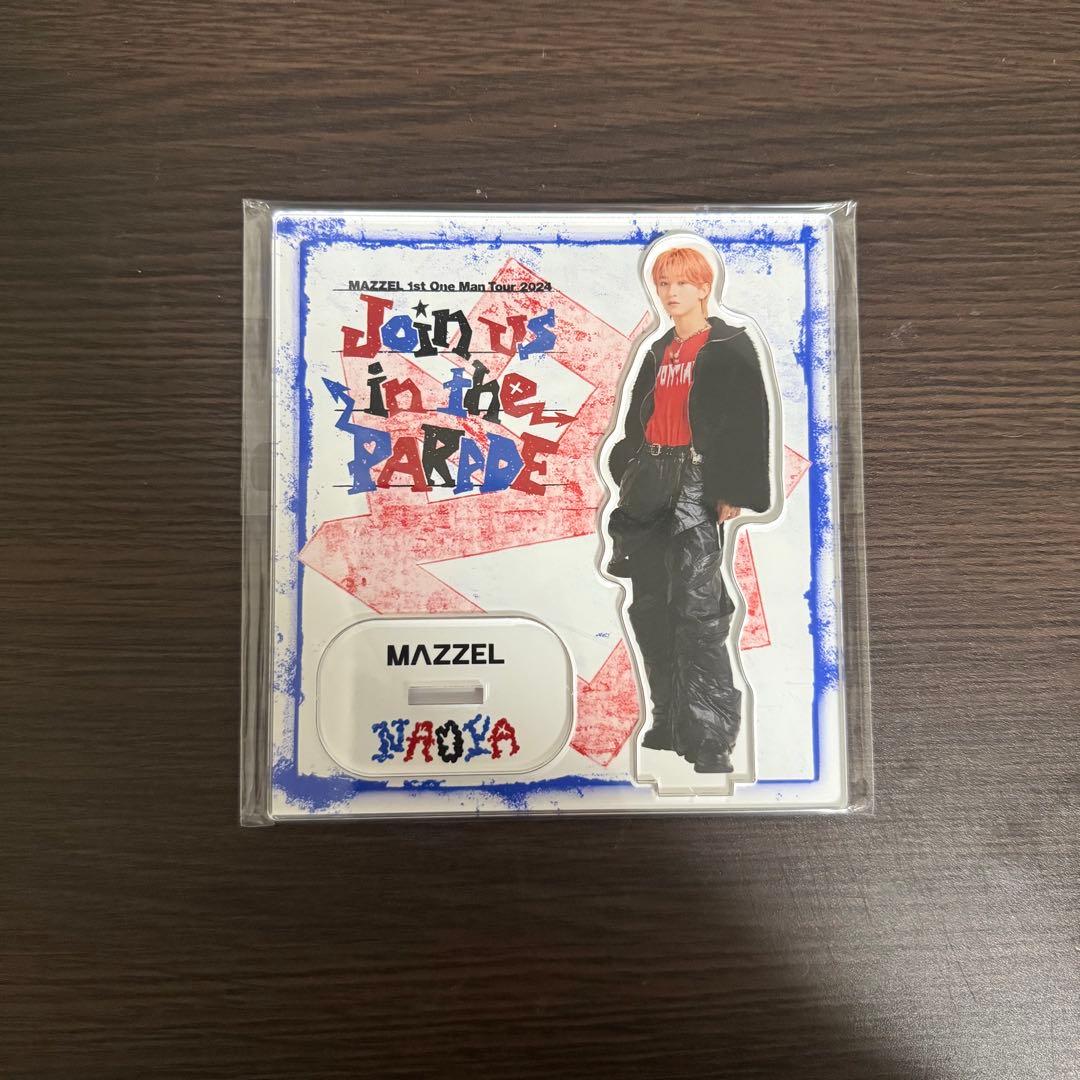 MAZZEL 1st One Man Tour 2024
Join us
in the
PARADE
MAZZEL
NAOYA